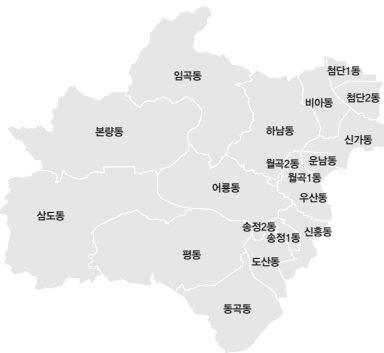 첨단1동
임곡동
첨단2동
비아동
본량동
하남동
신가동
월곡2동
운남동
월곡1동
어룡동
우산동
삼도동
송정2동
신흥동
송정1동
평동
도산동
동곡동